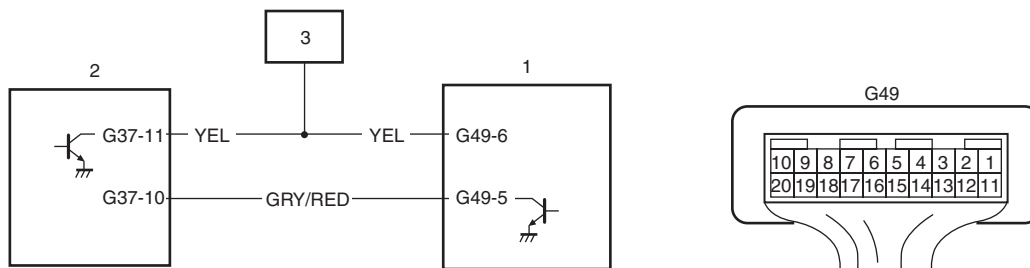 3
2
1
G49
G37-11 YEL YEL G49-6
G37-10 GRY/RED G49-5
10 9 8 7 6 5 4 3 2 1
20 19 18 17 16 15 14 13 12 11